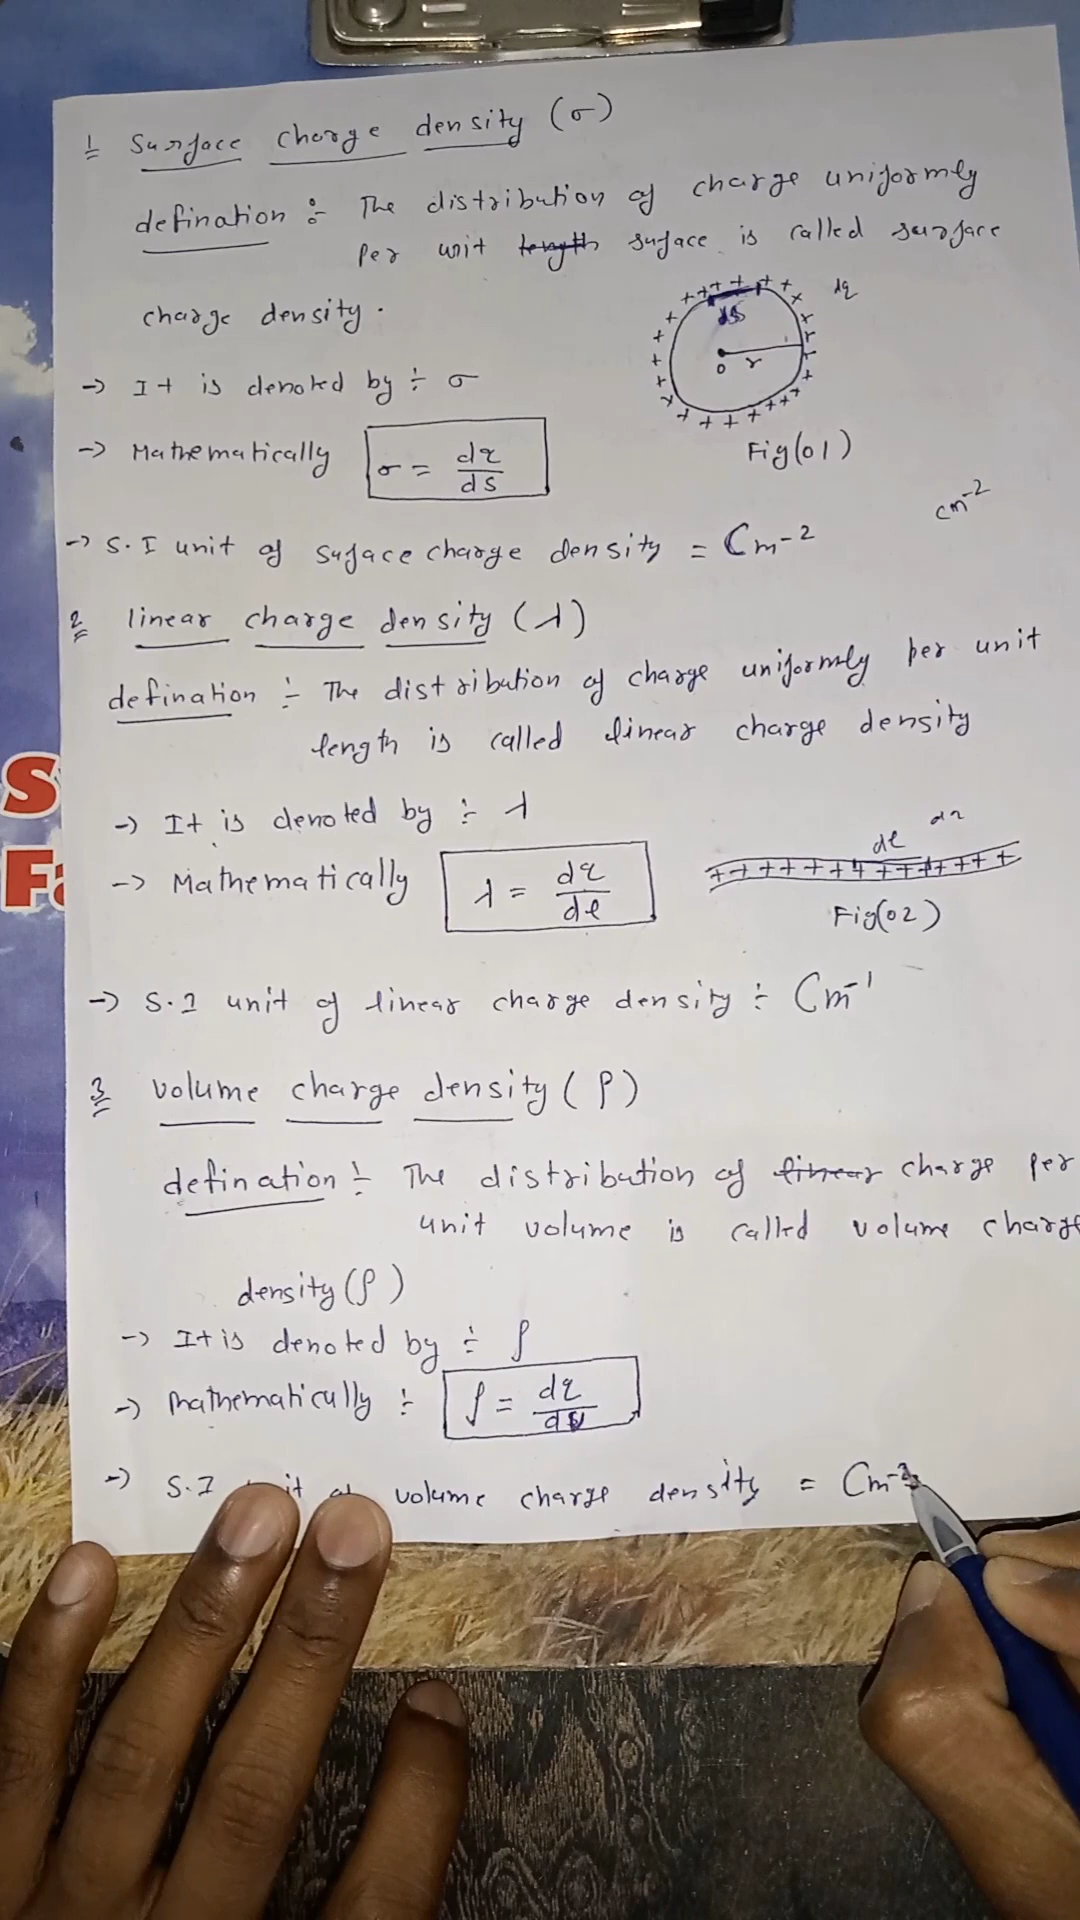 1 Surface charge density (σ)
defination :- The distribution of charge uniformly
per unit length surface is called surface
charge density.
dq
ds
o r
Fig(01)
→ It is denoted by ÷ σ
→ Mathematically σ = dq/ds
cm-2
→ S.I unit of suface charge density = Cm-2
2 linear charge density (λ)
defination ÷ The distribution of charge uniformly per unit
length is called linear charge density
→ It is denoted by ÷ λ
→ Mathematically λ = dq/dl
dl
Fig(02)
→ S.I unit of linear charge density ÷ Cm-1
3 volume charge density (ρ)
defination ÷ The distribution of linear charge per
unit volume is called volume charge
density (ρ)
→ It is denoted by ÷ ρ
→ Mathematically ÷ ρ = dq/dv
→ S.I volume charge density = Cm-3
S
Fa